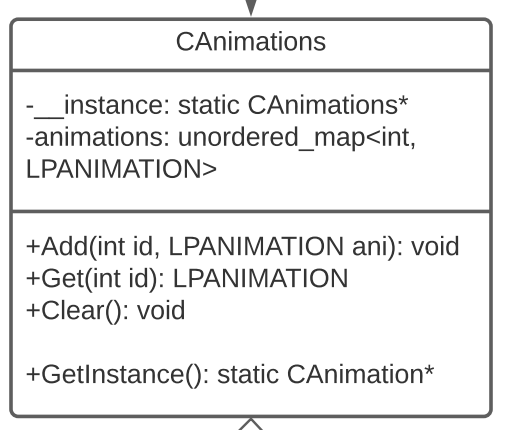 CAnimations
-__instance: static CAnimations*
-animations: unordered_map<int,
LPANIMATION>
+Add(int id, LPANIMATION ani): void
+Get(int id): LPANIMATION
+Clear(): void
+GetInstance(): static CAnimation*